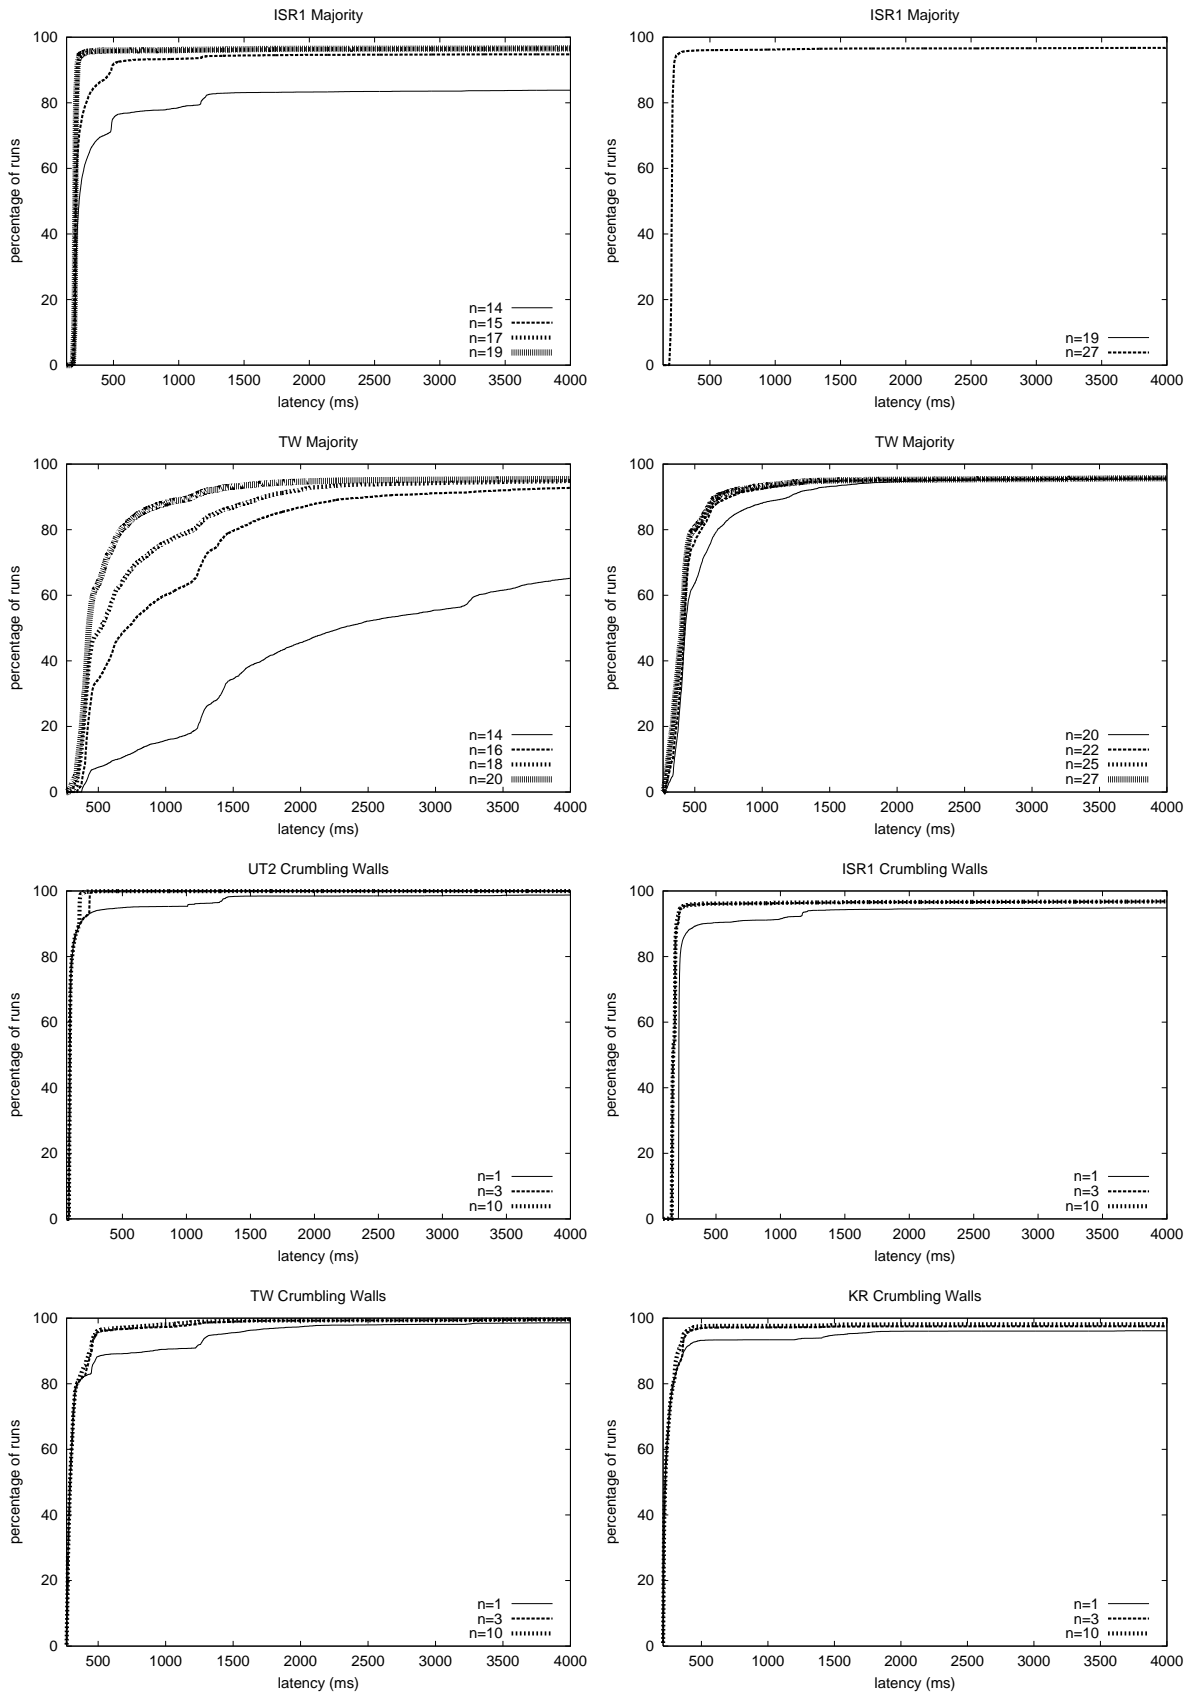 ISR1 Majority
100
80
60
40
20
0
percentage of runs
n=14
n=15
n=17
n=19
500 1000 1500 2000 2500 3000 3500 4000
latency (ms)
ISR1 Majority
100
80
60
40
20
0
percentage of runs
n=19
n=27
500 1000 1500 2000 2500 3000 3500 4000
latency (ms)
TW Majority
100
80
60
40
20
0
percentage of runs
n=14
n=16
n=18
n=20
500 1000 1500 2000 2500 3000 3500 4000
latency (ms)
TW Majority
100
80
60
40
20
0
percentage of runs
n=20
n=22
n=25
n=27
500 1000 1500 2000 2500 3000 3500 4000
latency (ms)
UT2 Crumbling Walls
100
80
60
40
20
0
percentage of runs
n=1
n=3
n=10
500 1000 1500 2000 2500 3000 3500 4000
latency (ms)
ISR1 Crumbling Walls
100
80
60
40
20
0
percentage of runs
n=1
n=3
n=10
500 1000 1500 2000 2500 3000 3500 4000
latency (ms)
TW Crumbling Walls
100
80
60
40
20
0
percentage of runs
n=1
n=3
n=10
500 1000 1500 2000 2500 3000 3500 4000
latency (ms)
KR Crumbling Walls
100
80
60
40
20
0
percentage of runs
n=1
n=3
n=10
500 1000 1500 2000 2500 3000 3500 4000
latency (ms)